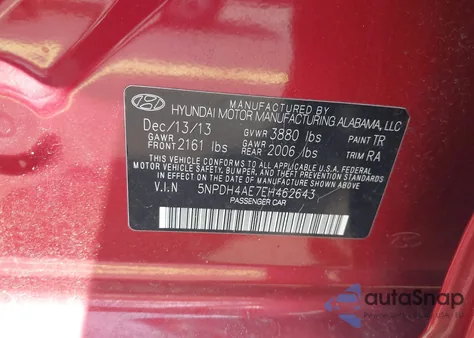 MANUFACTURED BY
HYUNDAI MOTOR MANUFACTURING ALABAMA, LLC
Dec/13/13 GVWR 3880 lbs PAINT TR
GAWR FRONT 2161 lbs GAWR REAR 2006 lbs TRIM RA
THIS VEHICLE CONFORMS TO ALL APPLICABLE U.S.A. FEDERAL
MOTOR VEHICLE SAFETY, BUMPER, AND THEFT PREVENTION STANDARDS
IN EFFECT ON THE DATE OF MANUFACTURE SHOWN ABOVE.
V.I.N 5NPDH4AE7EH462643
PASSENGER CAR
autoSnap